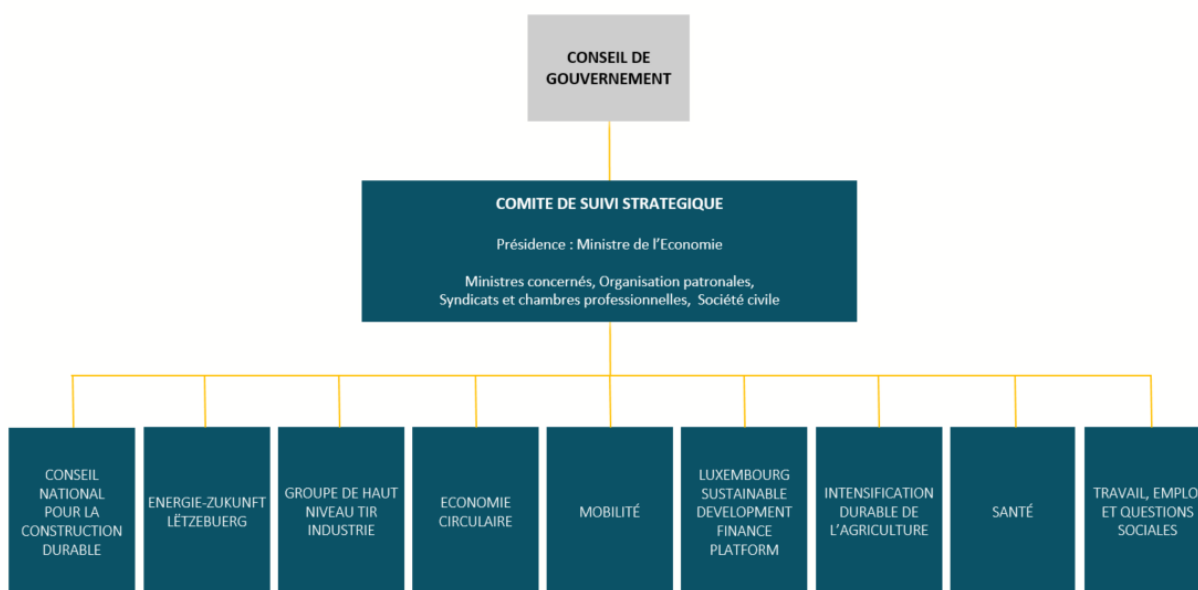 CONSEIL DE
GOUVERNEMENT
COMITE DE SUIVI STRATEGIQUE
Présidence : Ministre de l'Economie
Ministres concernés, Organisation patronales,
Syndicats et chambres professionnelles, Société civile
CONSEIL
NATIONAL
POUR LA
CONSTRUCTION
DURABLE
ENERGIE-ZUKUNFT
LËTZEBUERG
GROUPE DE HAUT
NIVEAU TIR
INDUSTRIE
ECONOMIE
CIRCULAIRE
MOBILITÉ
LUXEMBOURG
SUSTAINABLE
DEVELOPMENT
FINANCE
PLATFORM
INTENSIFICATION
DURABLE DE
L'AGRICULTURE
SANTÉ
TRAVAIL, EMPLOI
ET QUESTIONS
SOCIALES